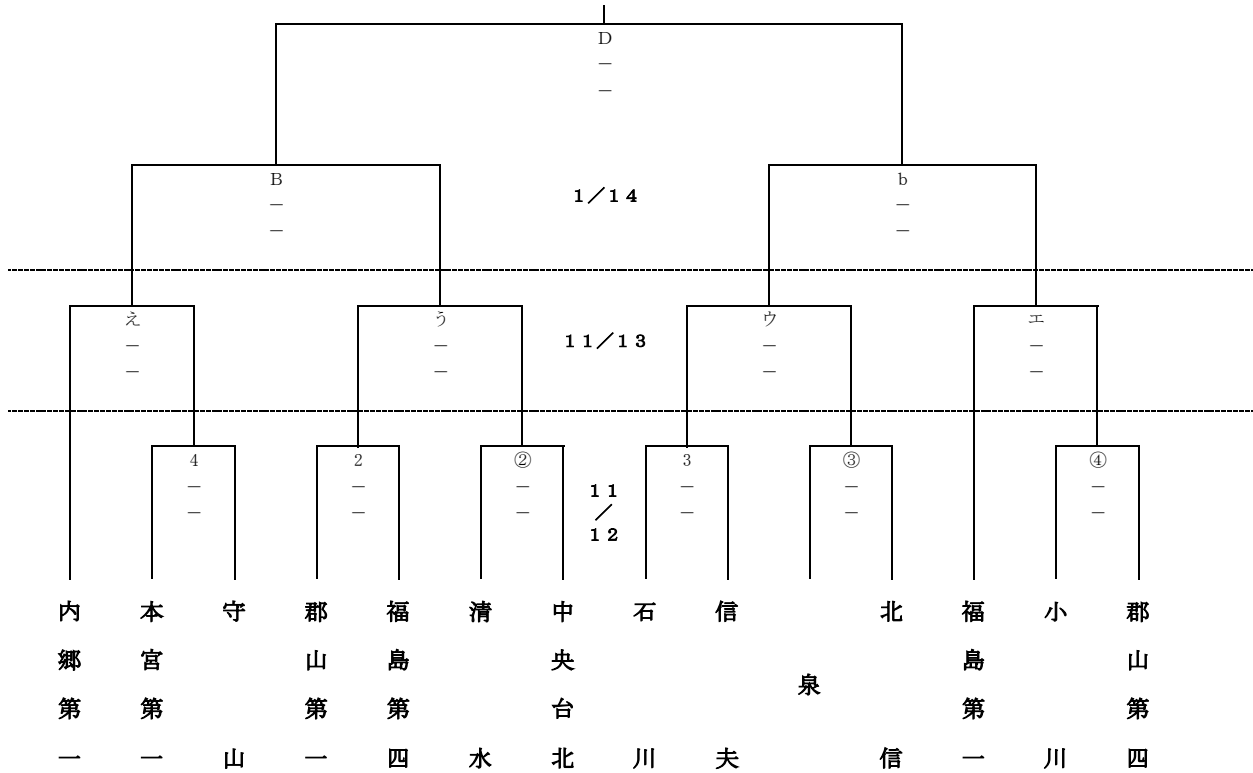 D
－
－
B
－
－
1／14
b
－
－
え
－
－
う
－
－
11／13
ウ
－
－
エ
－
－
4
－
－
2
－
－
②
－
－
11
／
12
3
－
－
③
－
－
④
－
－
内郷第一
本宮第一
守山
郡山第一
福島第四
清水
中央台北
石川
信夫
泉
北信
福島第一
小川
郡山第四